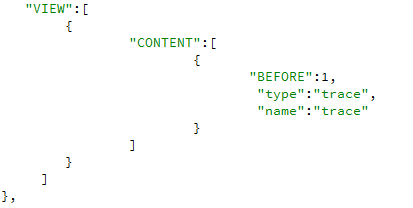 "VIEW":[
{
"CONTENT":[
{
"BEFORE":1,
"type":"trace",
"name":"trace"
}
]
}
]
},